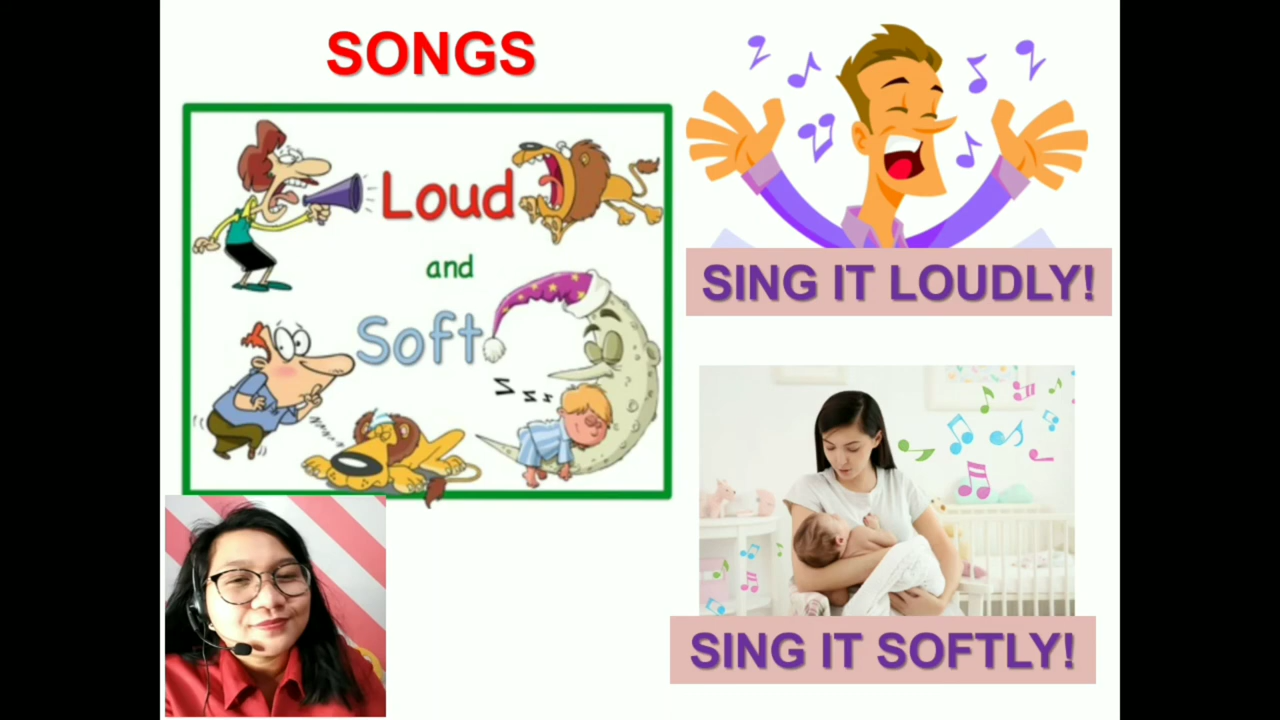 SONGS
Loud
and
Soft
Z z z
SING IT LOUDLY!
SING IT SOFTLY!